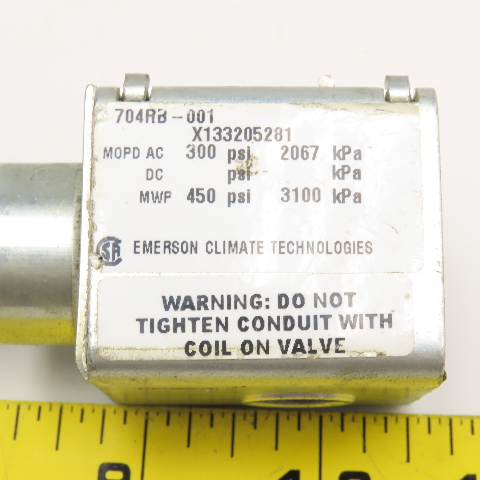 704RB-001
X133205281
MOPD AC 300 psi 2067 kPa
DC psi kPa
MWP 450 psi 3100 kPa
SA EMERSON CLIMATE TECHNOLOGIES
WARNING: DO NOT
TIGHTEN CONDUIT WITH
COIL ON VALVE